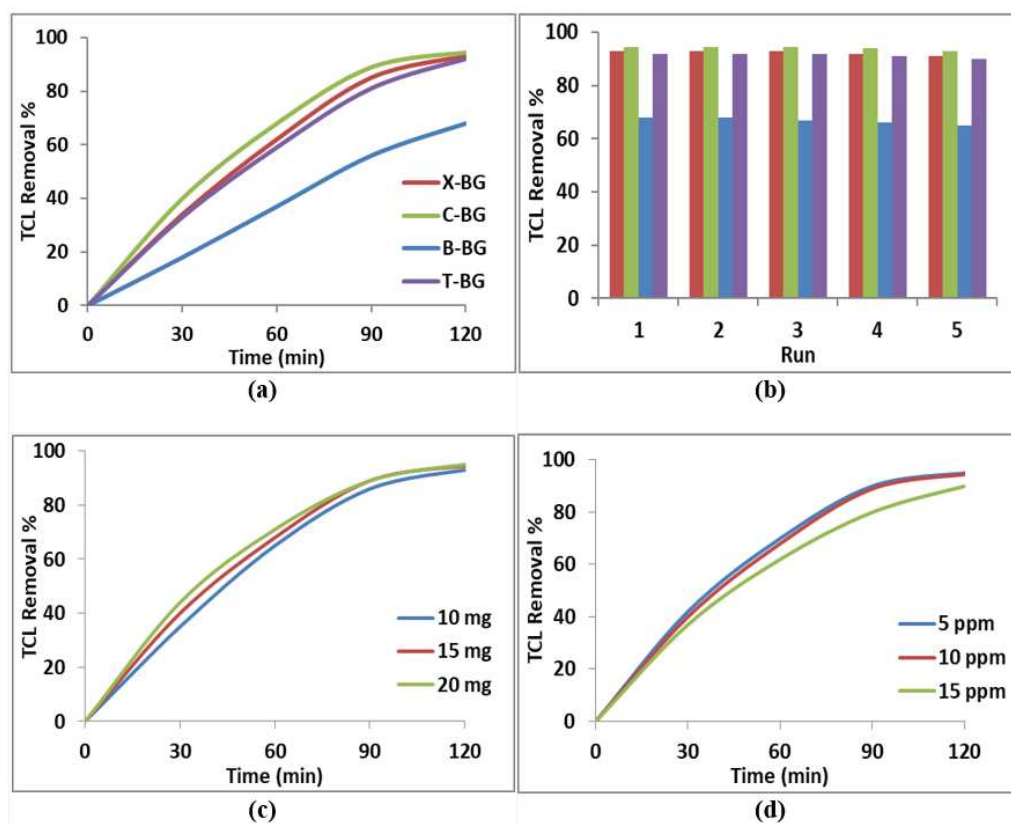 TCL Removal %
100
80
60
40
20
0
X-BG
C-BG
B-BG
T-BG
0 30 60 90 120
Time (min)
(a)
TCL Removal %
100
80
60
40
20
0
1 2 3 4 5
Run
(b)
TCL Removal %
100
80
60
40
20
0
10 mg
15 mg
20 mg
0 30 60 90 120
Time (min)
(c)
TCL Removal %
100
80
60
40
20
0
5 ppm
10 ppm
15 ppm
0 30 60 90 120
Time (min)
(d)